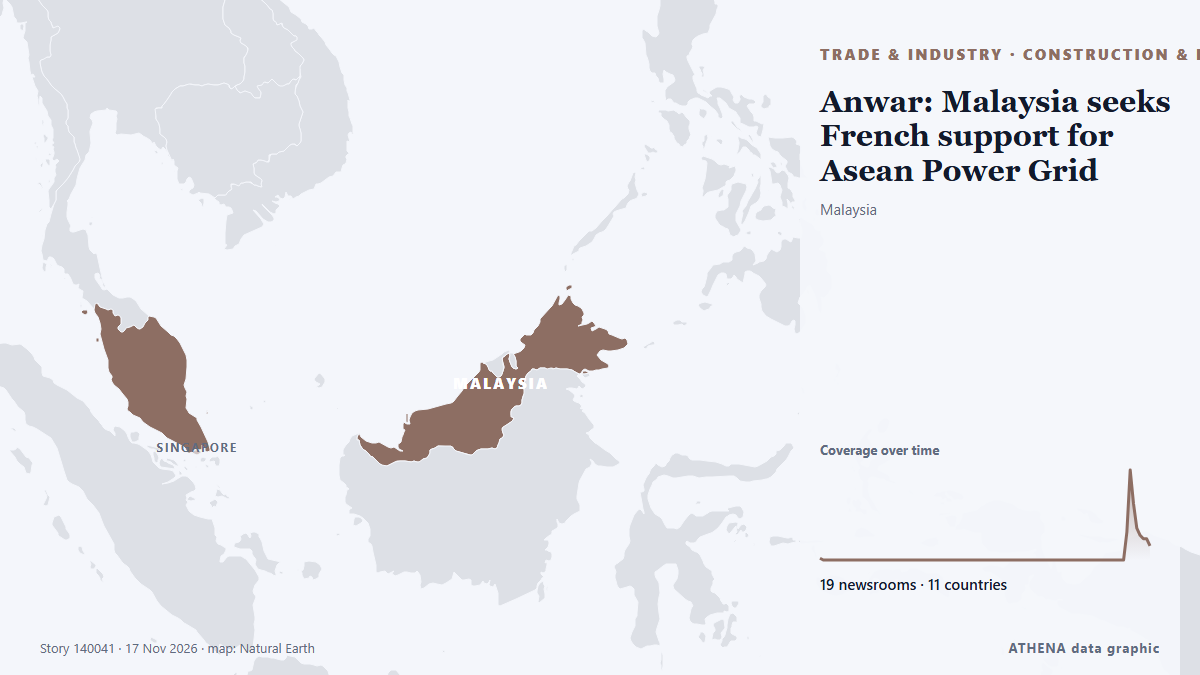 TRADE & INDUSTRY · CONSTRUCTION &
Anwar: Malaysia seeks
French support for
Asean Power Grid
Malaysia
MALAYSIA
SINGAPORE
Coverage over time
19 newsrooms · 11 countries
Story 140041 · 17 Nov 2026 · map: Natural Earth
ATHENA data graphic